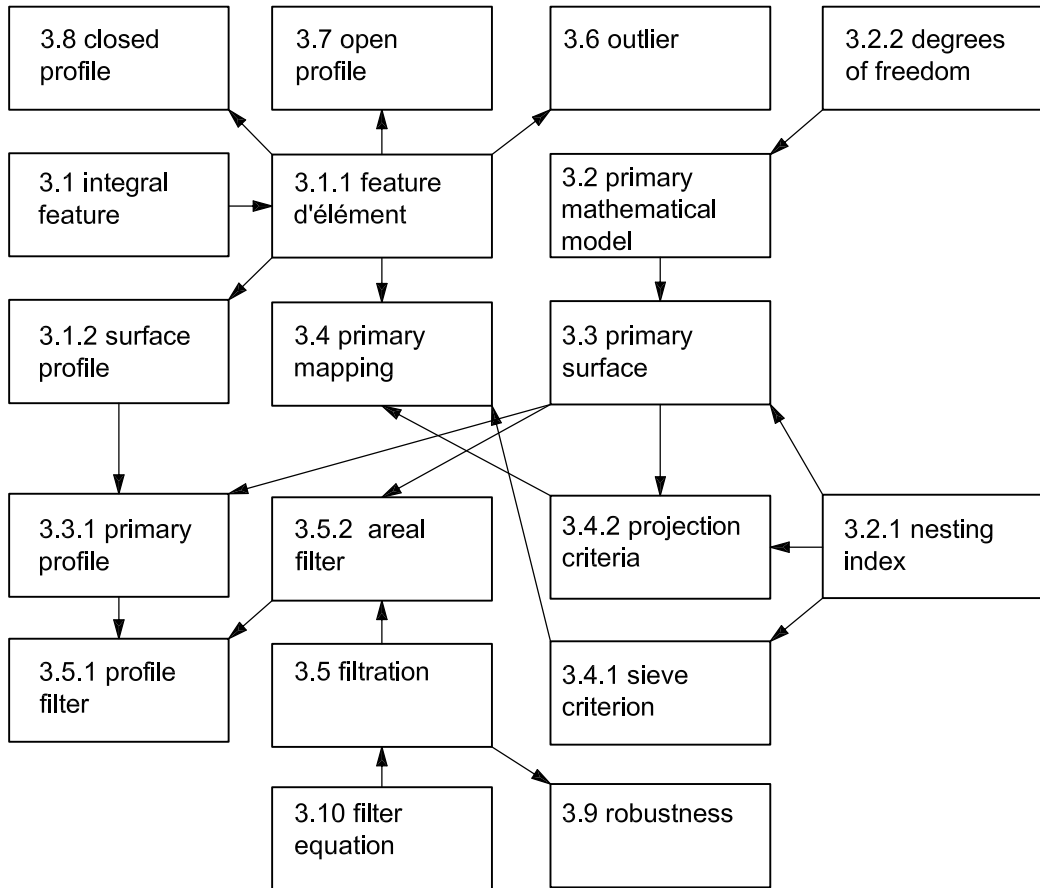 3.8 closed
profile
3.7 open
profile
3.6 outlier
3.2.2 degrees
of freedom
3.1 integral
feature
3.1.1 feature
d'élément
3.2 primary
mathematical
model
3.1.2 surface
profile
3.4 primary
mapping
3.3 primary
surface
3.3.1 primary
profile
3.5.2 areal
filter
3.4.2 projection
criteria
3.2.1 nesting
index
3.5.1 profile
filter
3.5 filtration
3.4.1 sieve
criterion
3.10 filter
equation
3.9 robustness